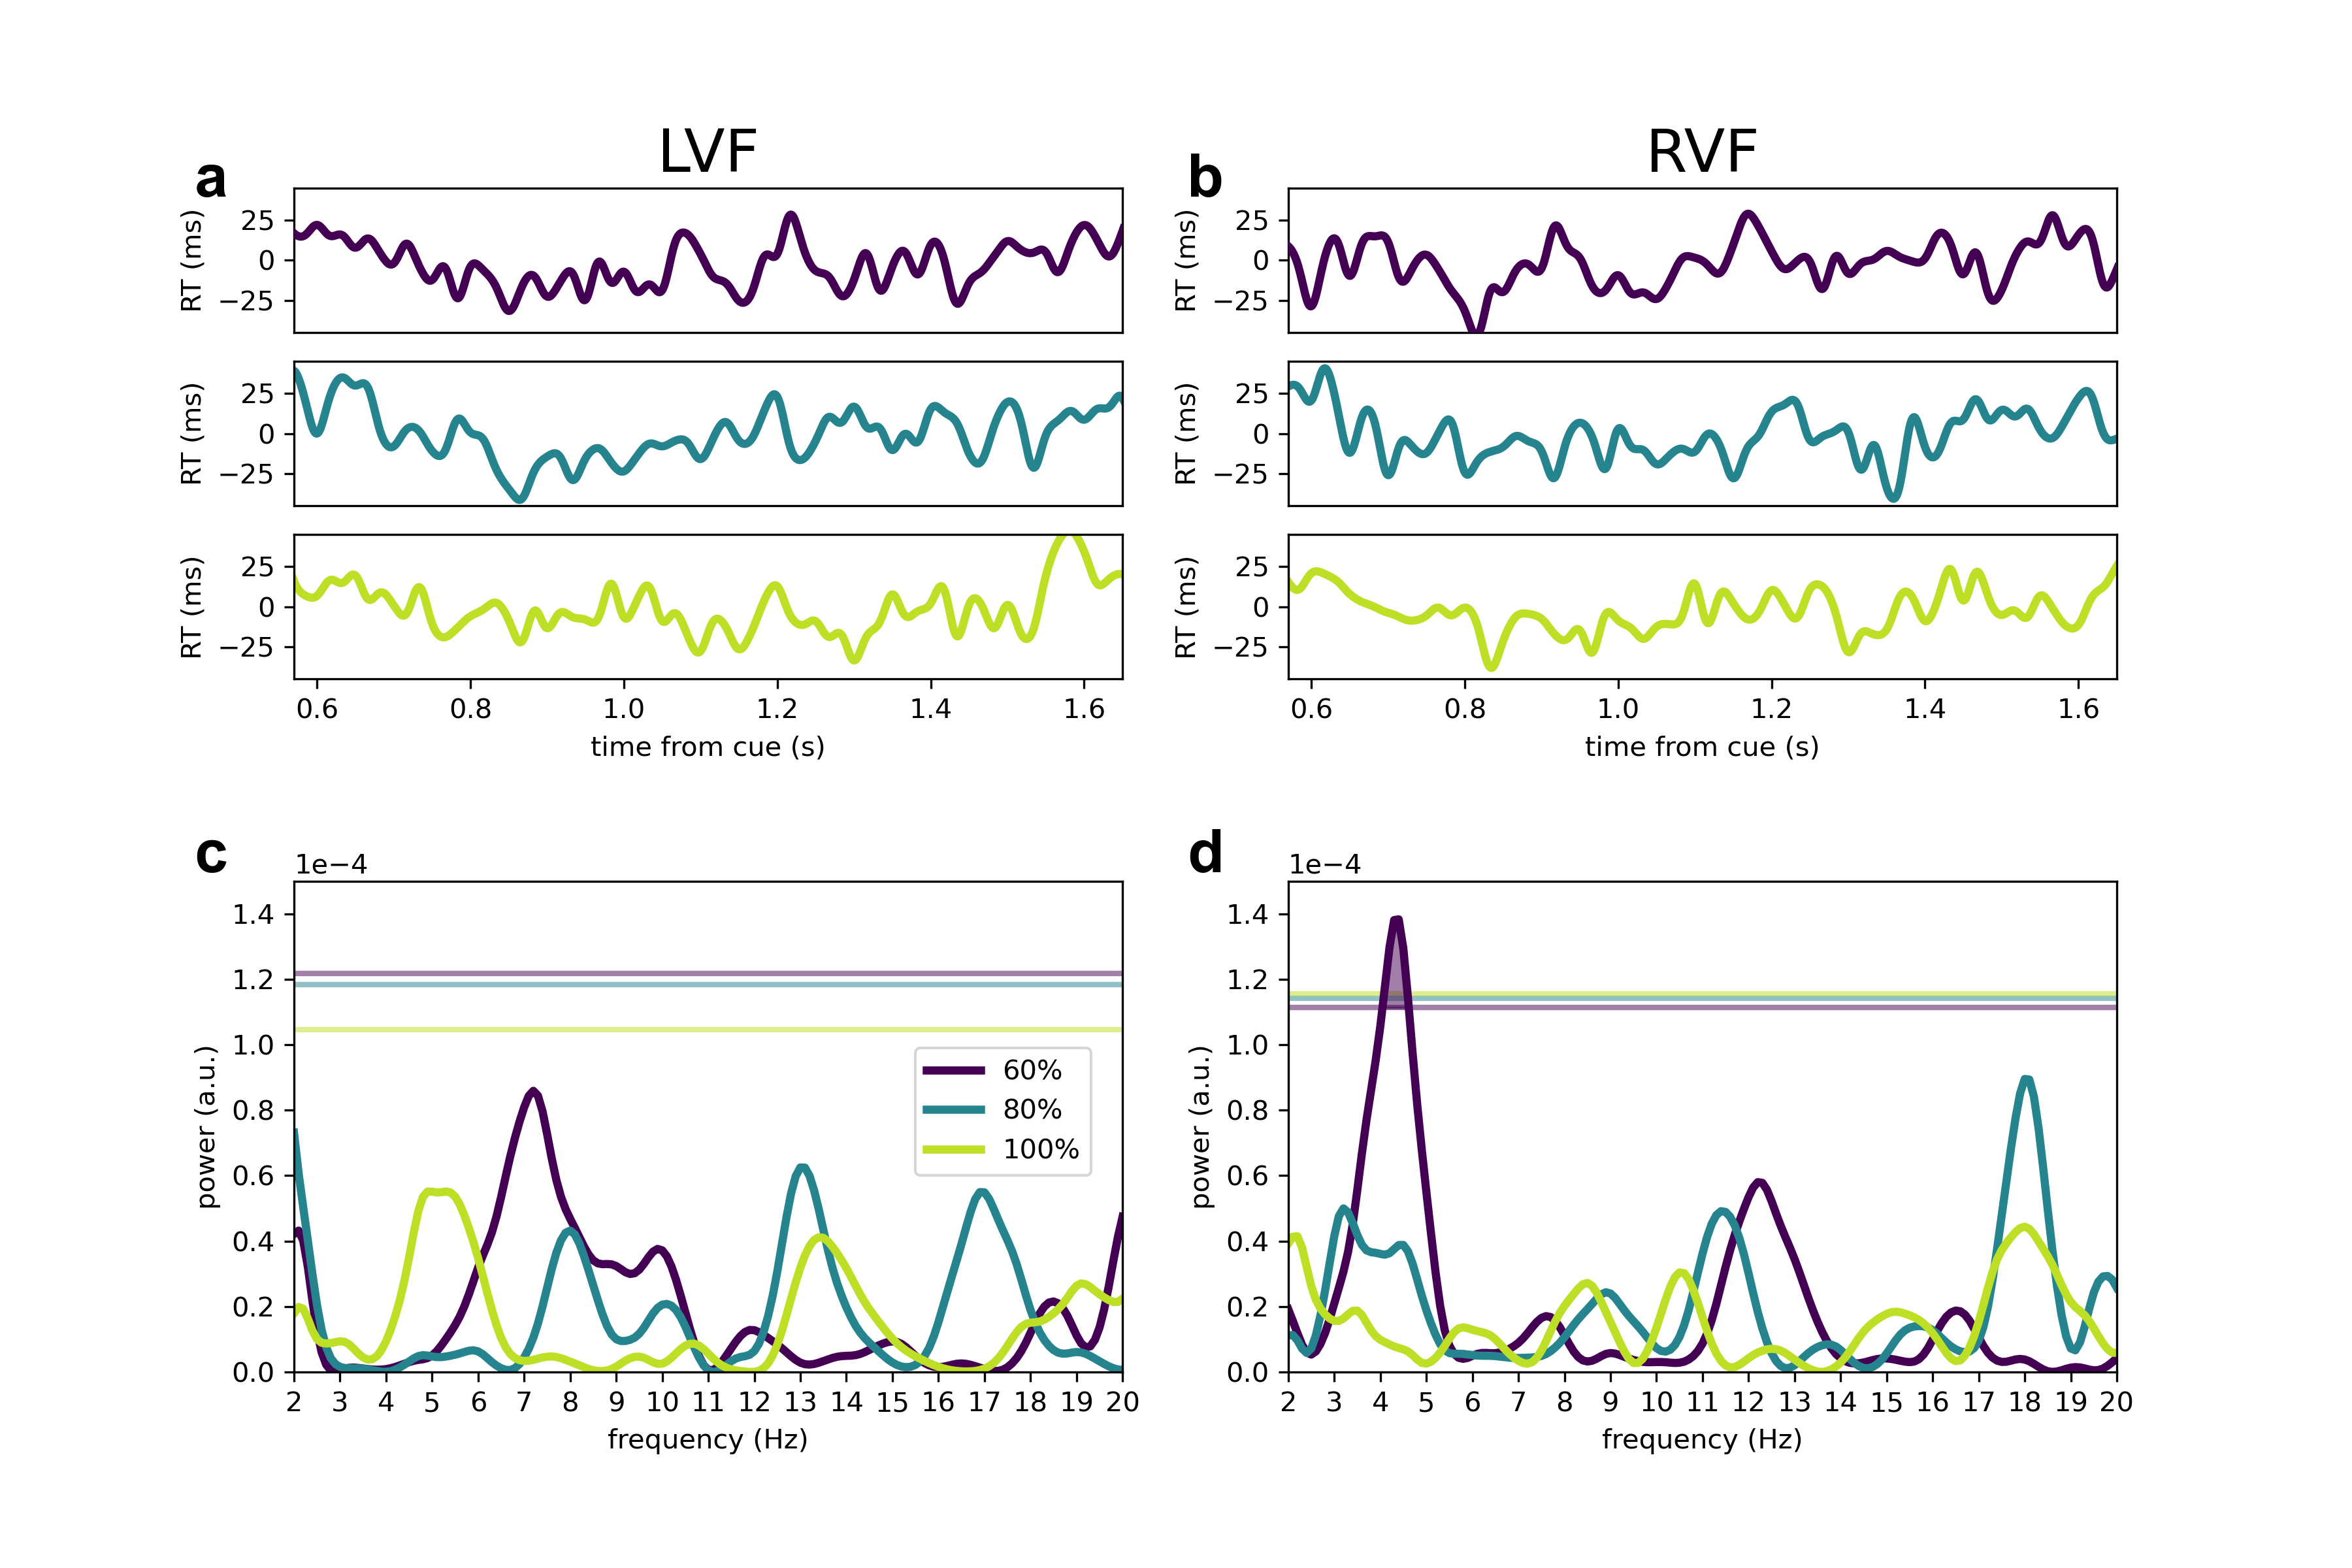 LVF
RVF
a
b
RT (ms)
25
0
−25
RT (ms)
25
0
−25
RT (ms)
25
0
−25
RT (ms)
25
0
−25
RT (ms)
25
0
−25
RT (ms)
25
0
−25
0.6 0.8 1.0 1.2 1.4 1.6
time from cue (s)
0.6 0.8 1.0 1.2 1.4 1.6
time from cue (s)
c
1e−4
1.4
1.2
1.0
0.8
0.6
0.4
0.2
0.0
power (a.u.)
60%
80%
100%
2 3 4 5 6 7 8 9 10 11 12 13 14 15 16 17 18 19 20
frequency (Hz)
d
1e−4
1.4
1.2
1.0
0.8
0.6
0.4
0.2
0.0
power (a.u.)
2 3 4 5 6 7 8 9 10 11 12 13 14 15 16 17 18 19 20
frequency (Hz)